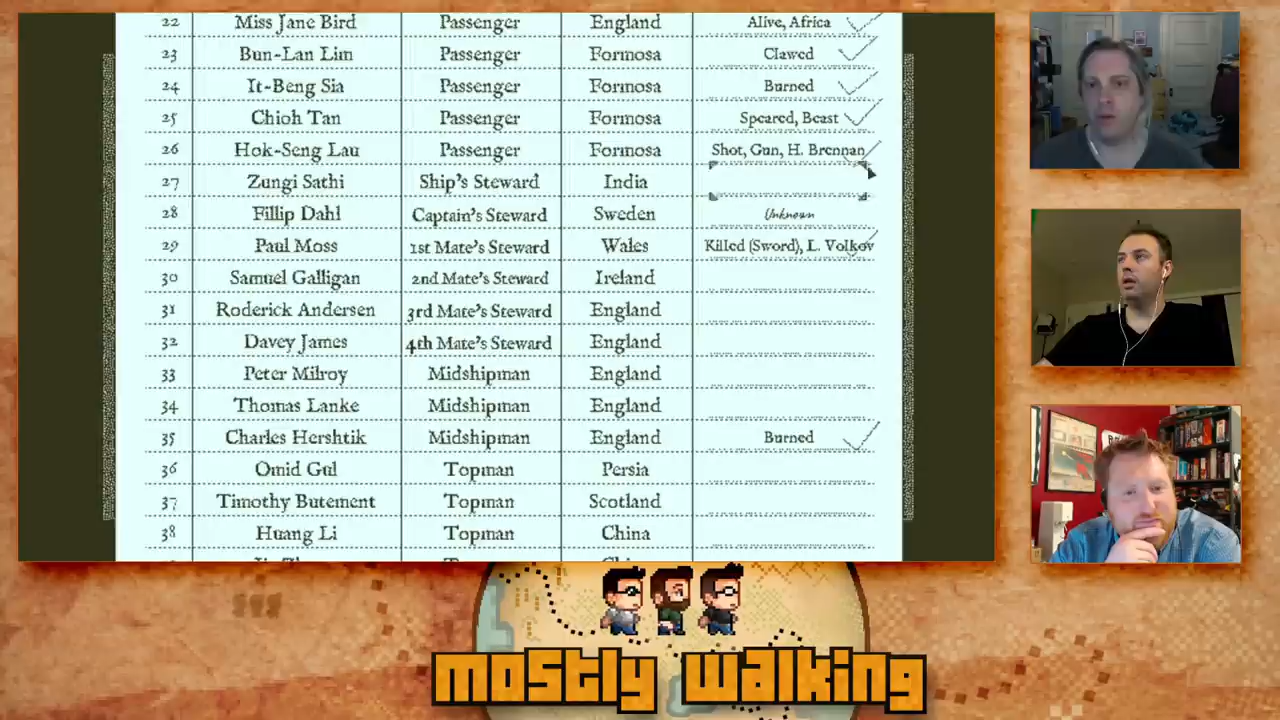 22 Miss Jane Bird Passenger England Alive, Africa
23 Bun-Lan Lim Passenger Formosa Clawed
24 It-Beng Sia Passenger Formosa Burned
25 Chioh Tan Passenger Formosa Speared, Beast
26 Hok-Seng Lau Passenger Formosa Shot, Gun, H. Brennan
27 Zungi Sathi Ship's Steward India
28 Fillip Dahl Captain's Steward Sweden Unknown
29 Paul Moss 1st Mate's Steward Wales Killed (Sword), L. Volkov
30 Samuel Galligan 2nd Mate's Steward Ireland
31 Roderick Andersen 3rd Mate's Steward England
32 Davey James 4th Mate's Steward England
33 Peter Milroy Midshipman England
34 Thomas Lanke Midshipman England
35 Charles Hershtik Midshipman England Burned
36 Omid Gul Topman Persia
37 Timothy Butement Topman Scotland
38 Huang Li Topman China
mostly walking